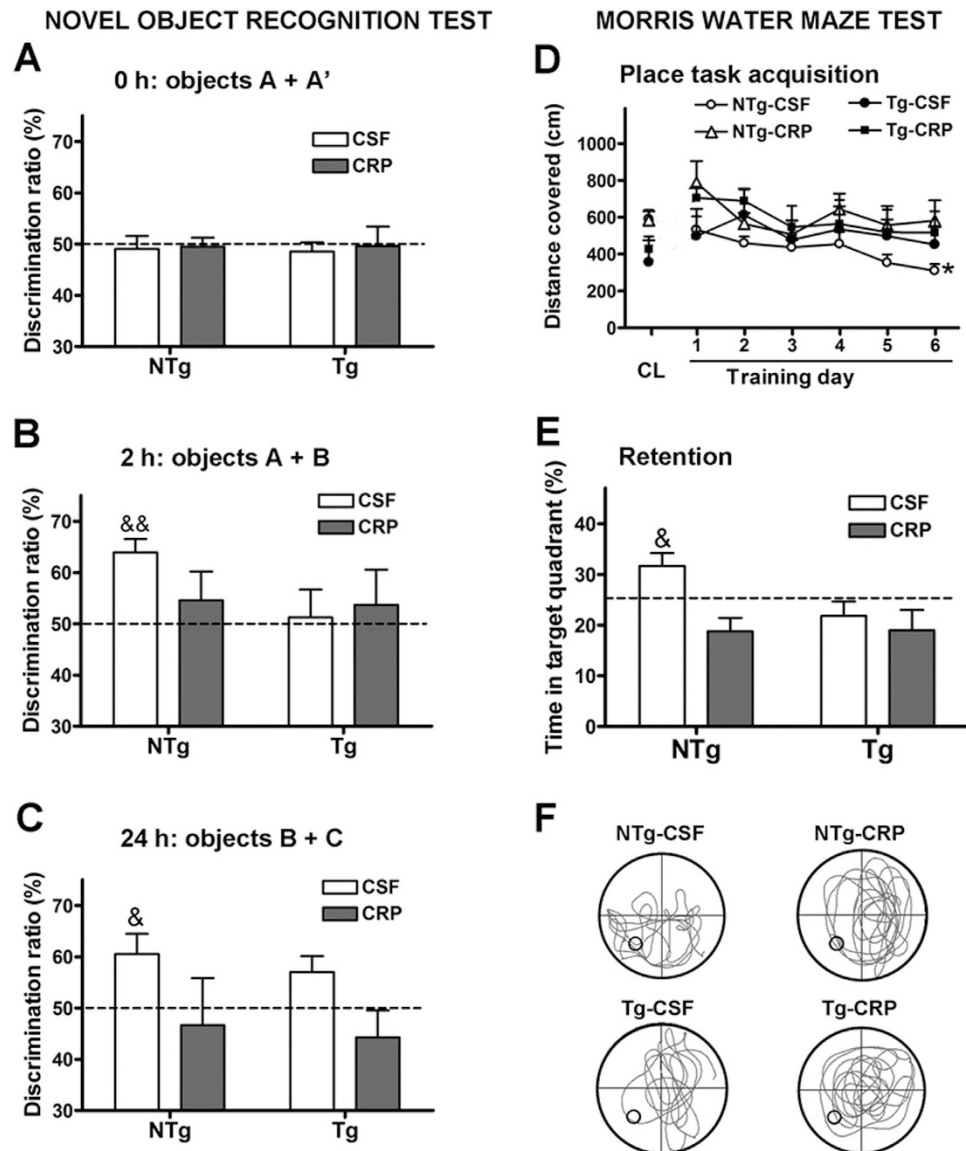 NOVEL OBJECT RECOGNITION TEST
A
0 h: objects A + A’
Discrimination ratio (%)
70
60
50
40
30
CSF
CRP
NTg
Tg
B
2 h: objects A + B
Discrimination ratio (%)
70
60
50
40
30
&&
CSF
CRP
NTg
Tg
C
24 h: objects B + C
Discrimination ratio (%)
70
60
50
40
30
&
CSF
CRP
NTg
Tg
MORRIS WATER MAZE TEST
D
Place task acquisition
NTg-CSF
Tg-CSF
NTg-CRP
Tg-CRP
Distance covered (cm)
1000
800
600
400
200
0
*
CL
1 2 3 4 5 6
Training day
E
Retention
Time in target quadrant (%)
40
30
20
10
0
&
CSF
CRP
NTg
Tg
F
NTg-CSF
NTg-CRP
Tg-CSF
Tg-CRP